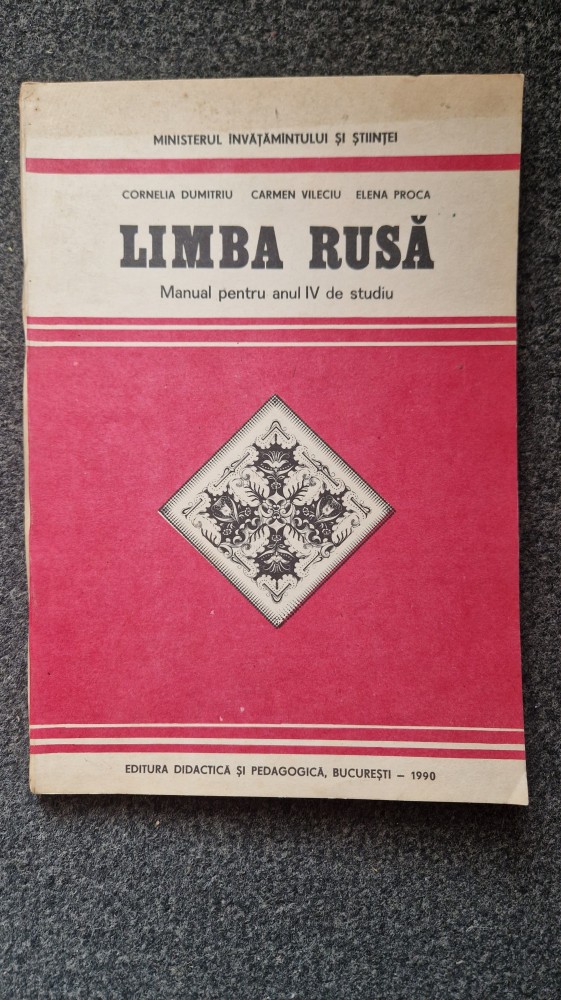 MINISTERUL ÎNVĂȚĂMÎNTULUI ȘI ȘTIINȚEI
CORNELIA DUMITRIU CARMEN VILECIU ELENA PROCA
LIMBA RUSĂ
Manual pentru anul IV de studiu
EDITURA DIDACTICĂ ȘI PEDAGOGICĂ, BUCUREȘTI – 1990